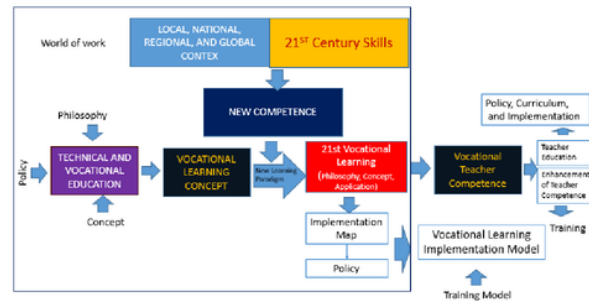 World of work
LOCAL, NATIONAL,
REGIONAL, AND GLOBAL
CONTEX
21ST Century Skills
NEW COMPETENCE
Philosophy
Policy
TECHNICAL AND
VOCATIONAL
EDUCATION
Concept
VOCATIONAL
LEARNING CONCEPT
New Learning
Paradigm
21st Vocational
Learning
(Philosophy, Concept,
Application)
Implementation
Map
Policy
Vocational
Teacher
Competence
Policy, Curriculum,
and Implementation
Teacher
Education
Enhancement
of Teacher
Competence
Training
Vocational Learning
Implementation Model
Training Model